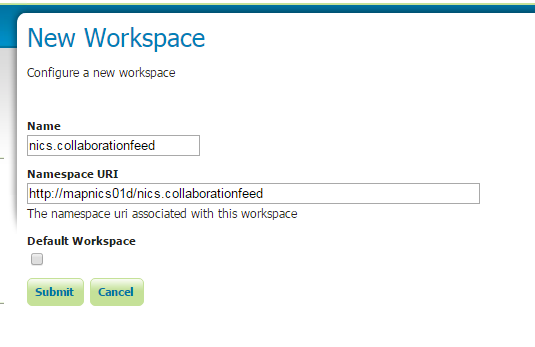 New Workspace
Configure a new workspace
Name
nics.collaborationfeed
Namespace URI
http://mapnics01d/nics.collaborationfeed
The namespace uri associated with this workspace
Default Workspace
Submit Cancel